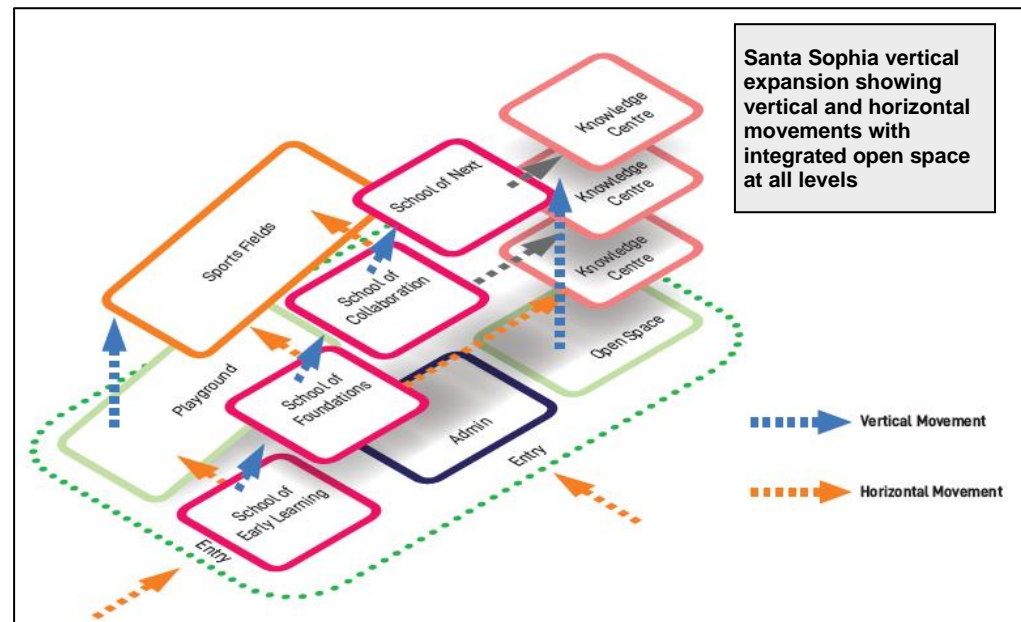 Santa Sophia vertical
expansion showing
vertical and horizontal
movements with
integrated open space
at all levels
Knowledge
Centre
Knowledge
Centre
Knowledge
Centre
School of Next
Sports Fields
School of
Collaboration
Open Space
Playground
School of
Foundations
Admin
Entry
School of
Early Learning
Entry
Vertical Movement
Horizontal Movement